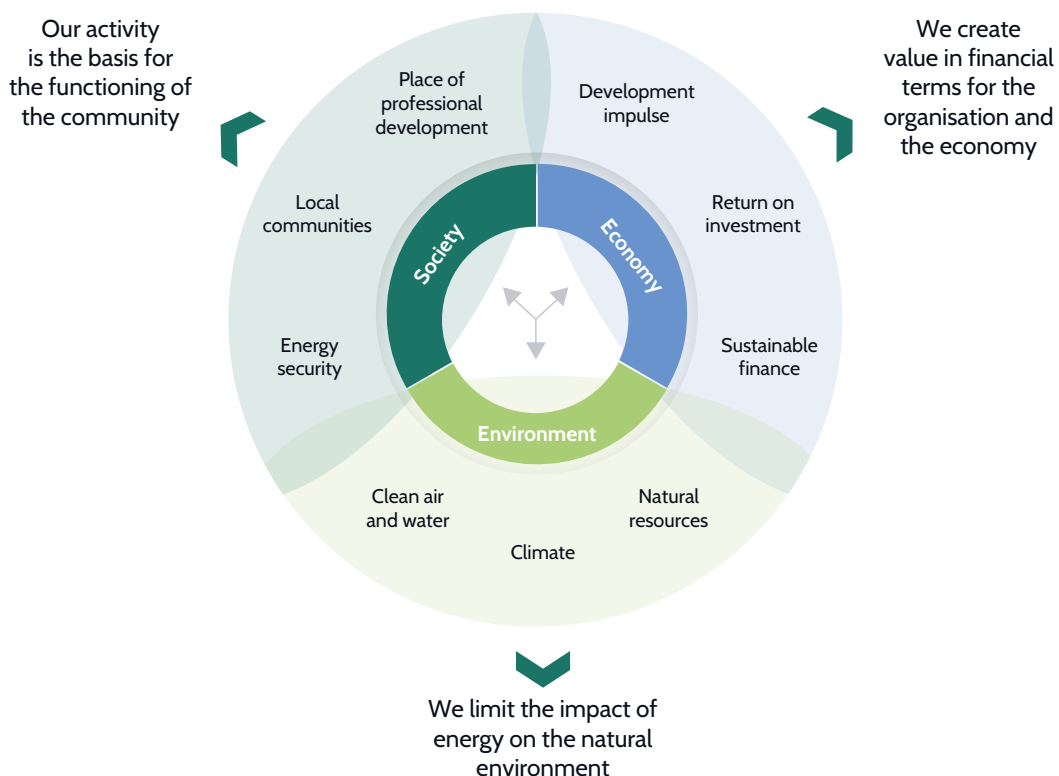 Our activity
is the basis for
the functioning of
the community
We create
value in financial
terms for the
organisation and
the economy
Place of
professional
development
Development
impulse
Local
communities
Return on
investment
Society
Economy
Energy
security
Sustainable
finance
Environment
Clean air
and water
Natural
resources
Climate
We limit the impact of
energy on the natural
environment